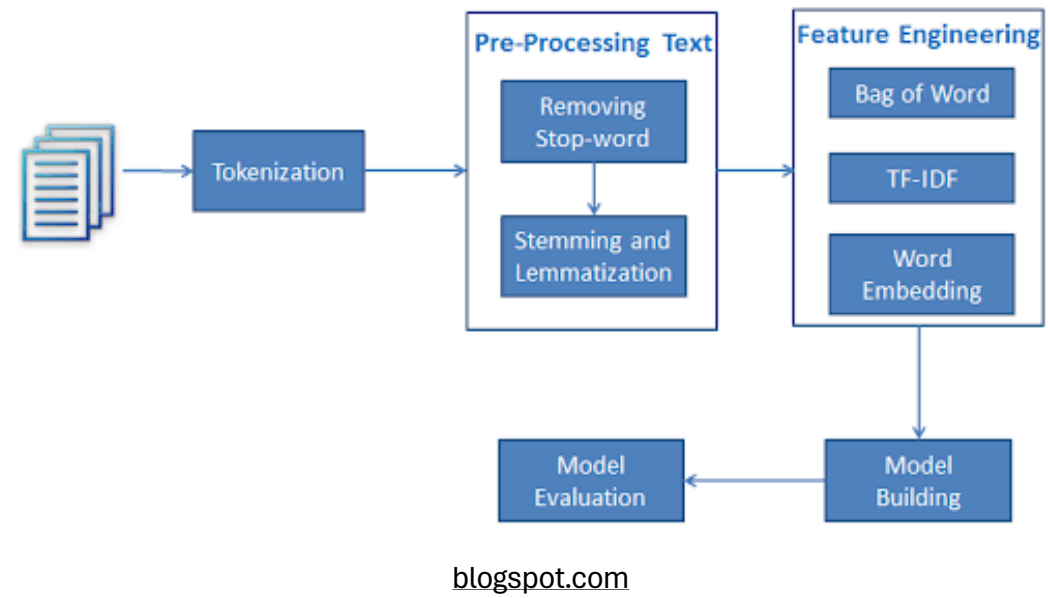 Tokenization
Pre-Processing Text
Removing
Stop-word
Stemming and
Lemmatization
Feature Engineering
Bag of Word
TF-IDF
Word
Embedding
Model
Building
Model
Evaluation
blogspot.com